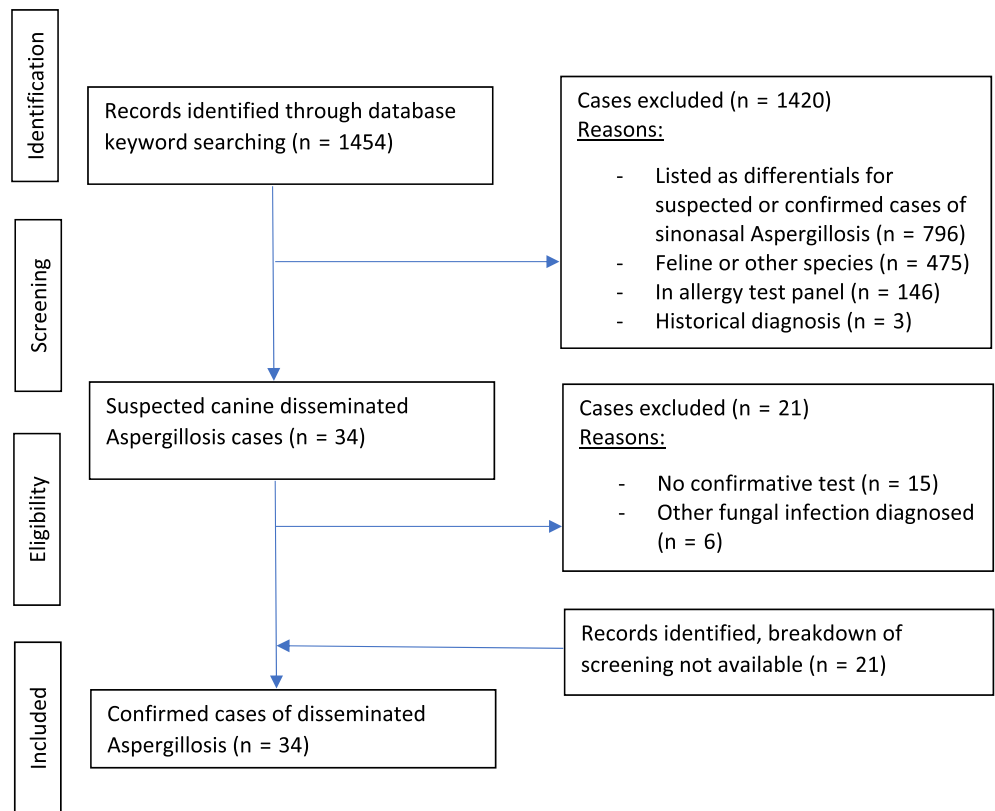 Identification
Records identified through database
keyword searching (n = 1454)
Cases excluded (n = 1420)
Reasons:
- Listed as differentials for
suspected or confirmed cases of
sinonasal Aspergillosis (n = 796)
- Feline or other species (n = 475)
- In allergy test panel (n = 146)
- Historical diagnosis (n = 3)
Screening
Suspected canine disseminated
Aspergillosis cases (n = 34)
Cases excluded (n = 21)
Reasons:
- No confirmative test (n = 15)
- Other fungal infection diagnosed
(n = 6)
Eligibility
Records identified, breakdown of
screening not available (n = 21)
Included
Confirmed cases of disseminated
Aspergillosis (n = 34)